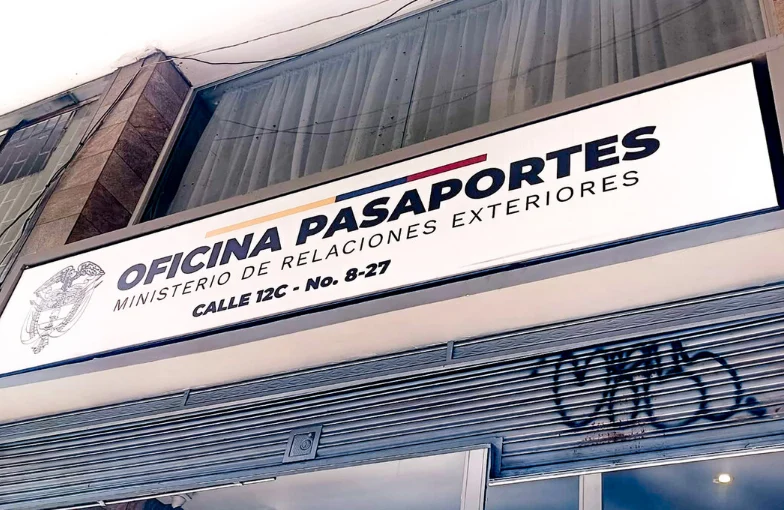 OFICINA PASAPORTES
MINISTERIO DE RELACIONES EXTERIORES
CALLE 12C - No. 8-27